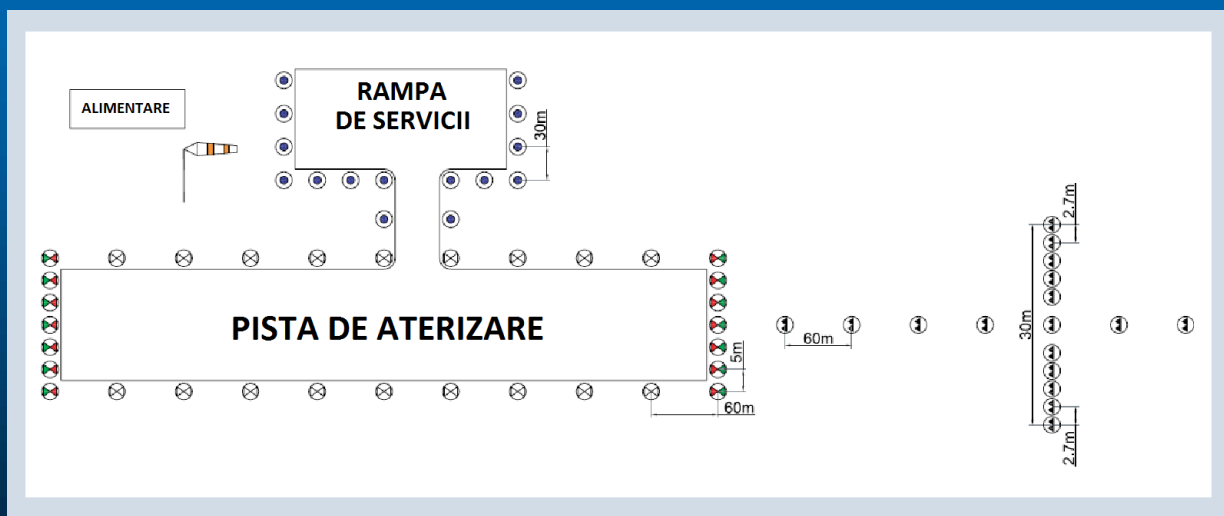 ALIMENTARE
RAMPA
DE SERVICII
30m
PISTA DE ATERIZARE
5m
60m
60m
30m
2.7m
2.7m